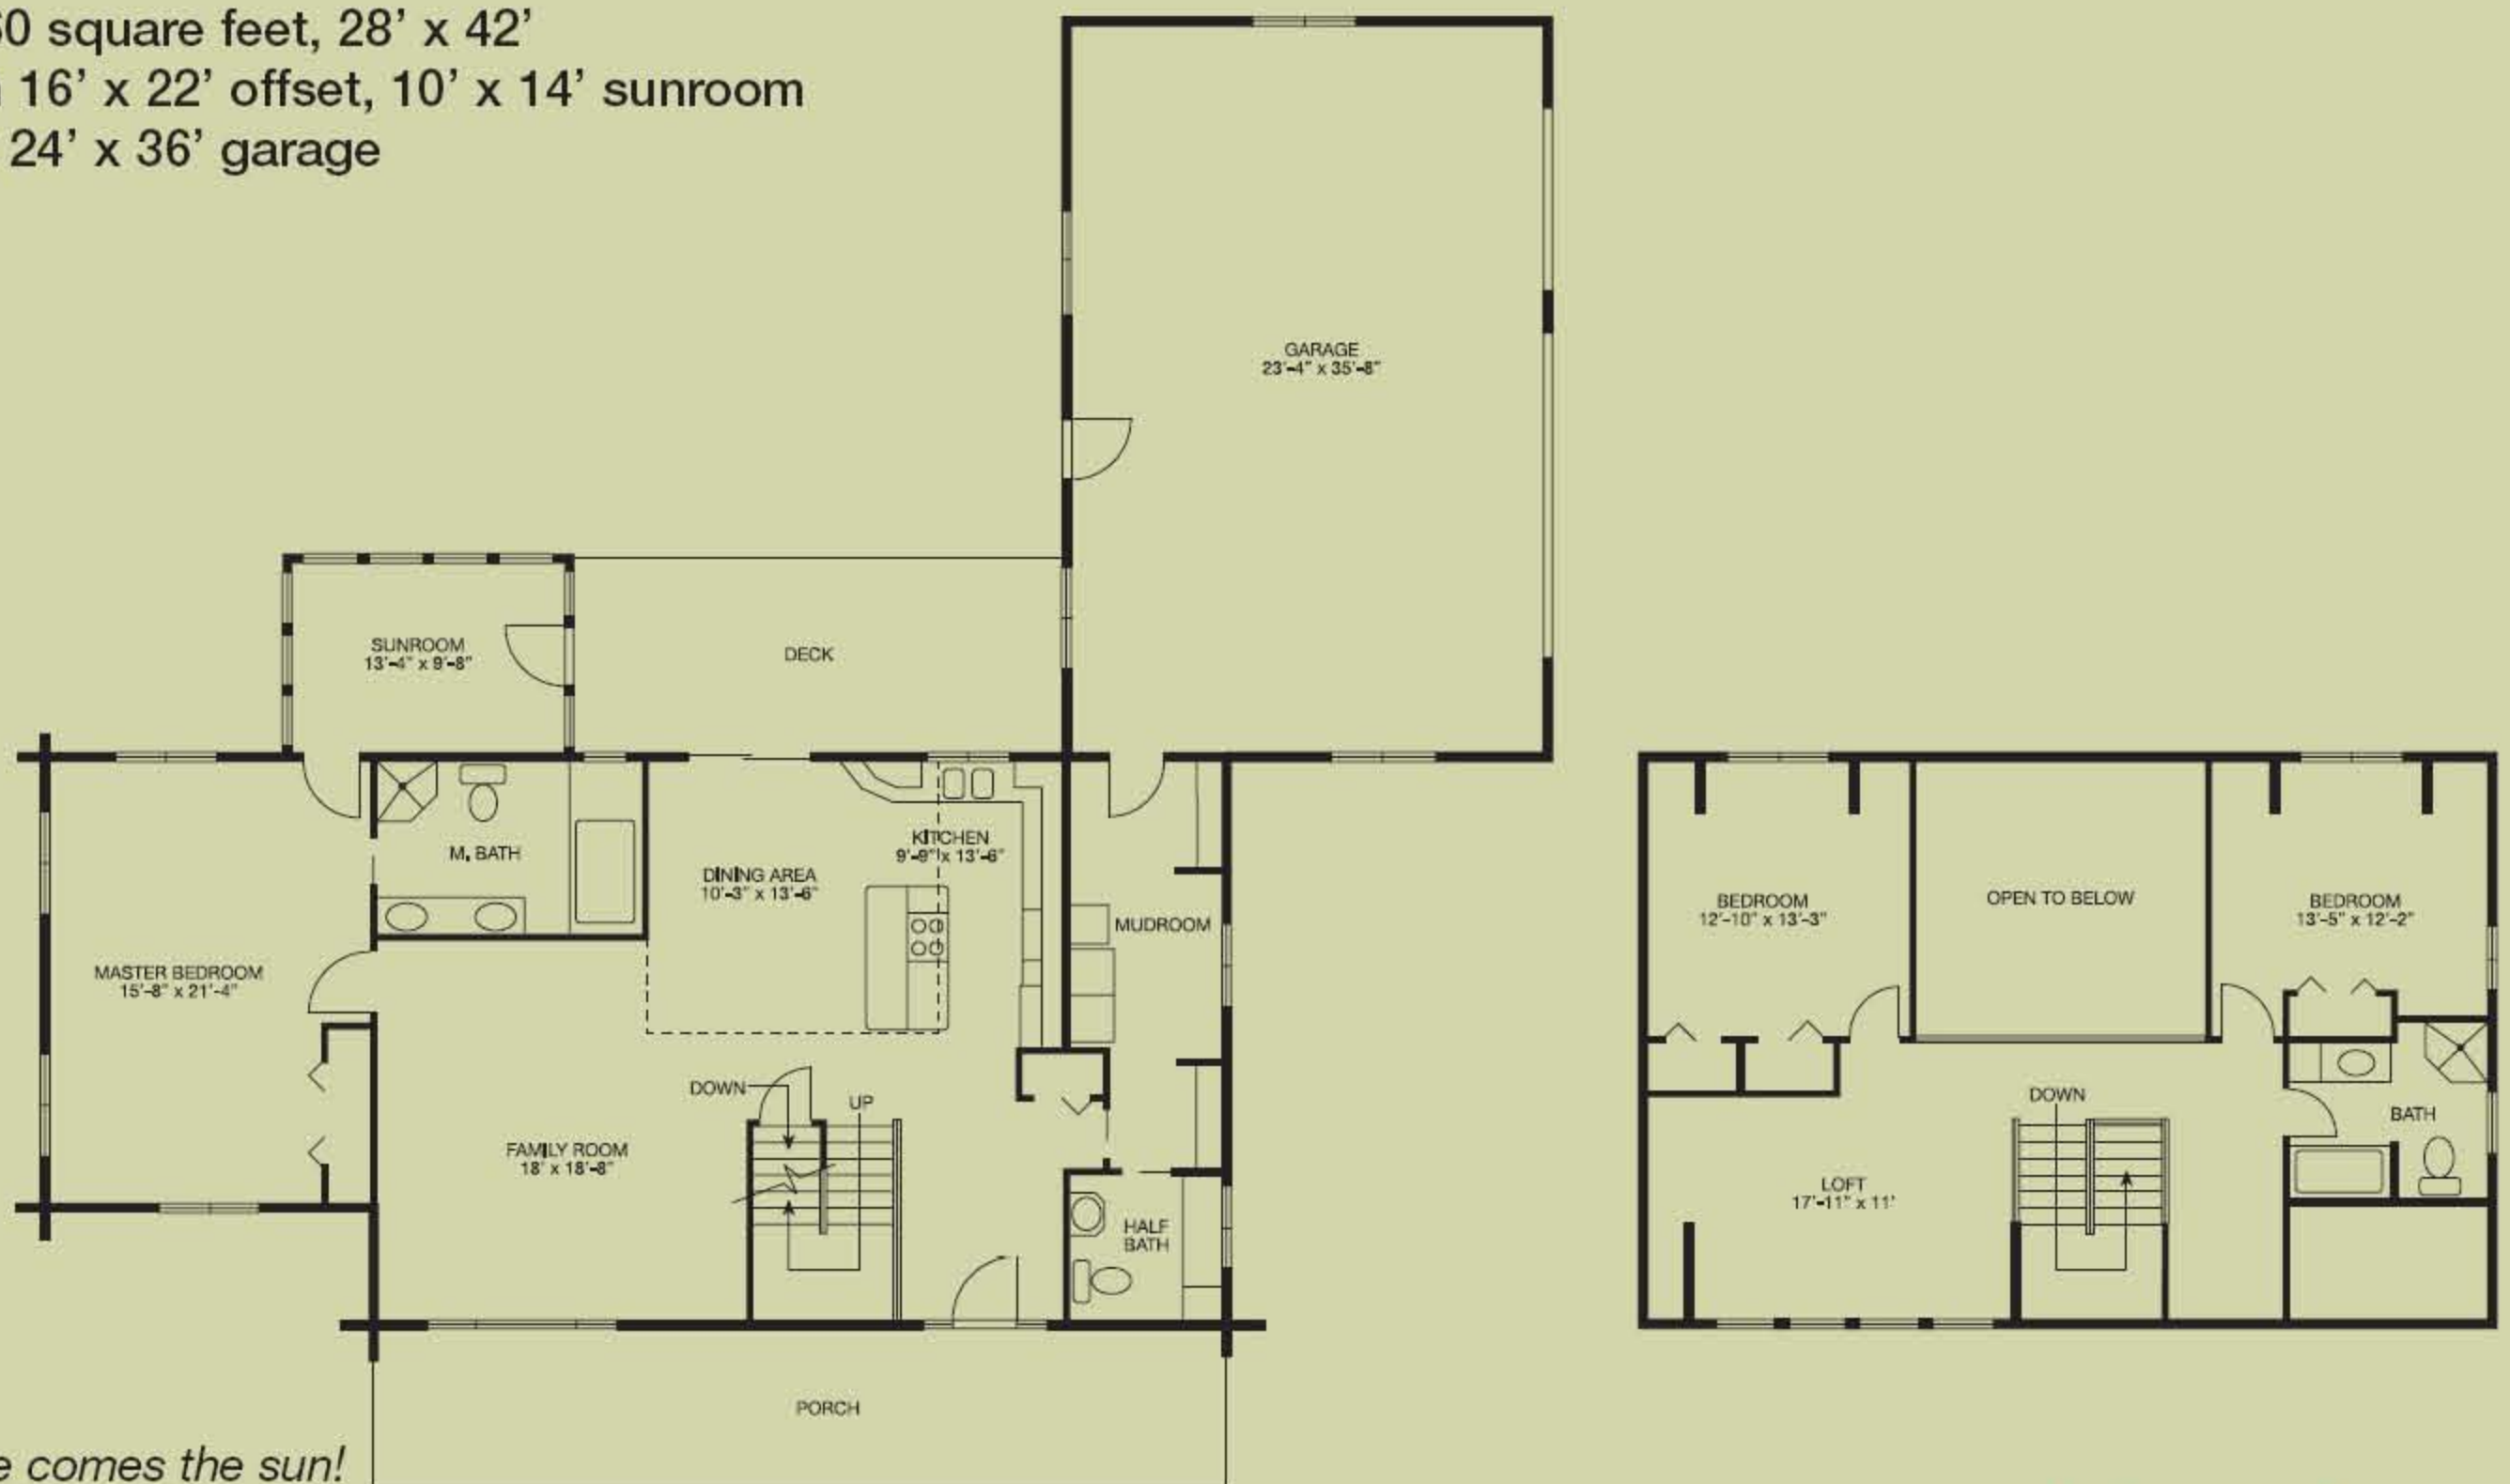 0 square feet, 28’ x 42’
16’ x 22’ offset, 10’ x 14’ sunroom
24’ x 36’ garage
GARAGE
23'-4" x 35'-8"
SUNROOM
13'-4" x 9'-8"
DECK
M. BATH
KITCHEN
9'-9" x 13'-6"
DINING AREA
10'-3" x 13'-6"
MUDROOM
MASTER BEDROOM
15'-8" x 21'-4"
DOWN
UP
FAMILY ROOM
18' x 18'-8"
HALF
BATH
PORCH
BEDROOM
12'-10" x 13'-3"
OPEN TO BELOW
BEDROOM
13'-5" x 12'-2"
DOWN
BATH
LOFT
17'-11" x 11'
e comes the sun!